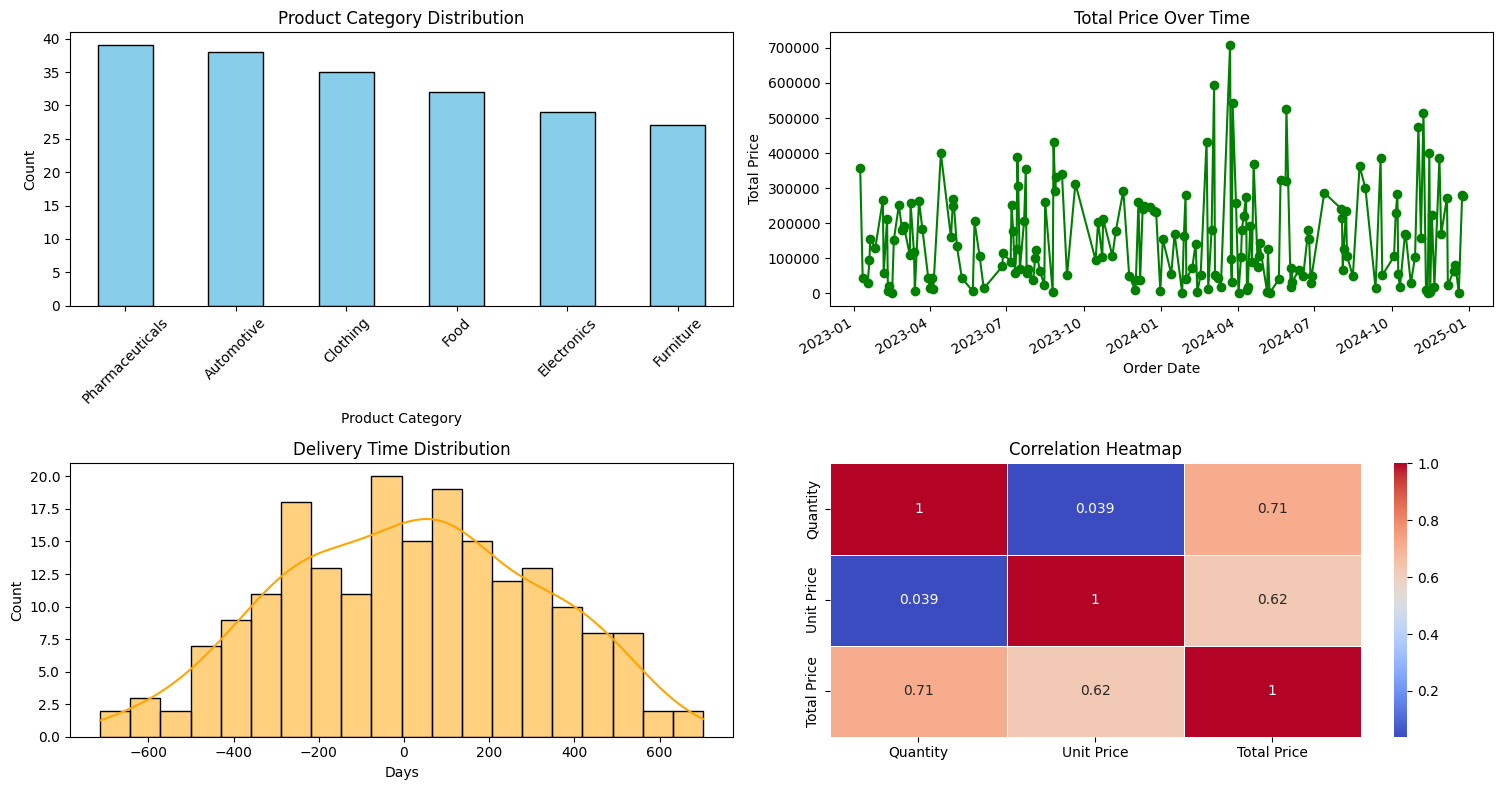 Product Category Distribution
Count
40
35
30
25
20
15
10
5
0
Pharmaceuticals
Automotive
Clothing
Food
Electronics
Furniture
Product Category
Total Price Over Time
Total Price
700000
600000
500000
400000
300000
200000
100000
0
2023-01
2023-04
2023-07
2023-10
2024-01
2024-04
2024-07
2024-10
2025-01
Order Date
Delivery Time Distribution
Count
20.0
17.5
15.0
12.5
10.0
7.5
5.0
2.5
0.0
−600
−400
−200
0
200
400
600
Days
Correlation Heatmap
Quantity
1
0.039
0.71
Unit Price
0.039
1
0.62
Total Price
0.71
0.62
1
Quantity
Unit Price
Total Price
1.0
0.8
0.6
0.4
0.2